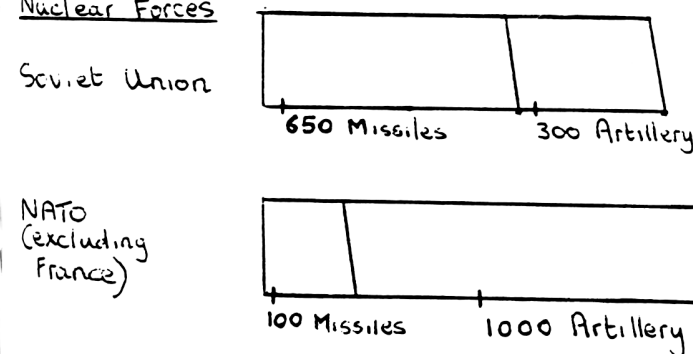 Nuclear Forces
Soviet Union
650 Missiles
300 Artillery
NATO
(excluding
France)
100 Missiles
1000 Artillery